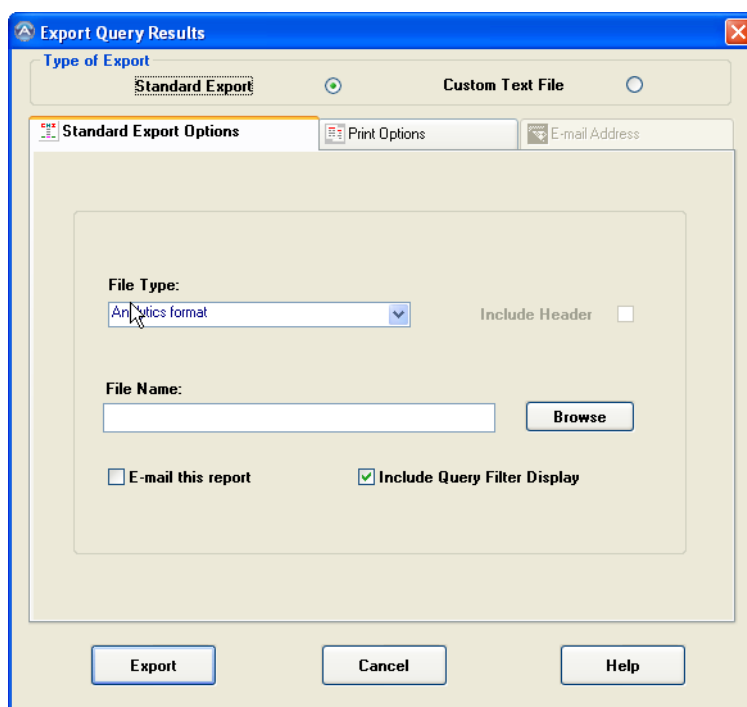 Export Query Results
Type of Export
Standard Export Custom Text File
Standard Export Options Print Options E-mail Address
File Type:
Analytics format Include Header
File Name:
Browse
E-mail this report Include Query Filter Display
Export Cancel Help